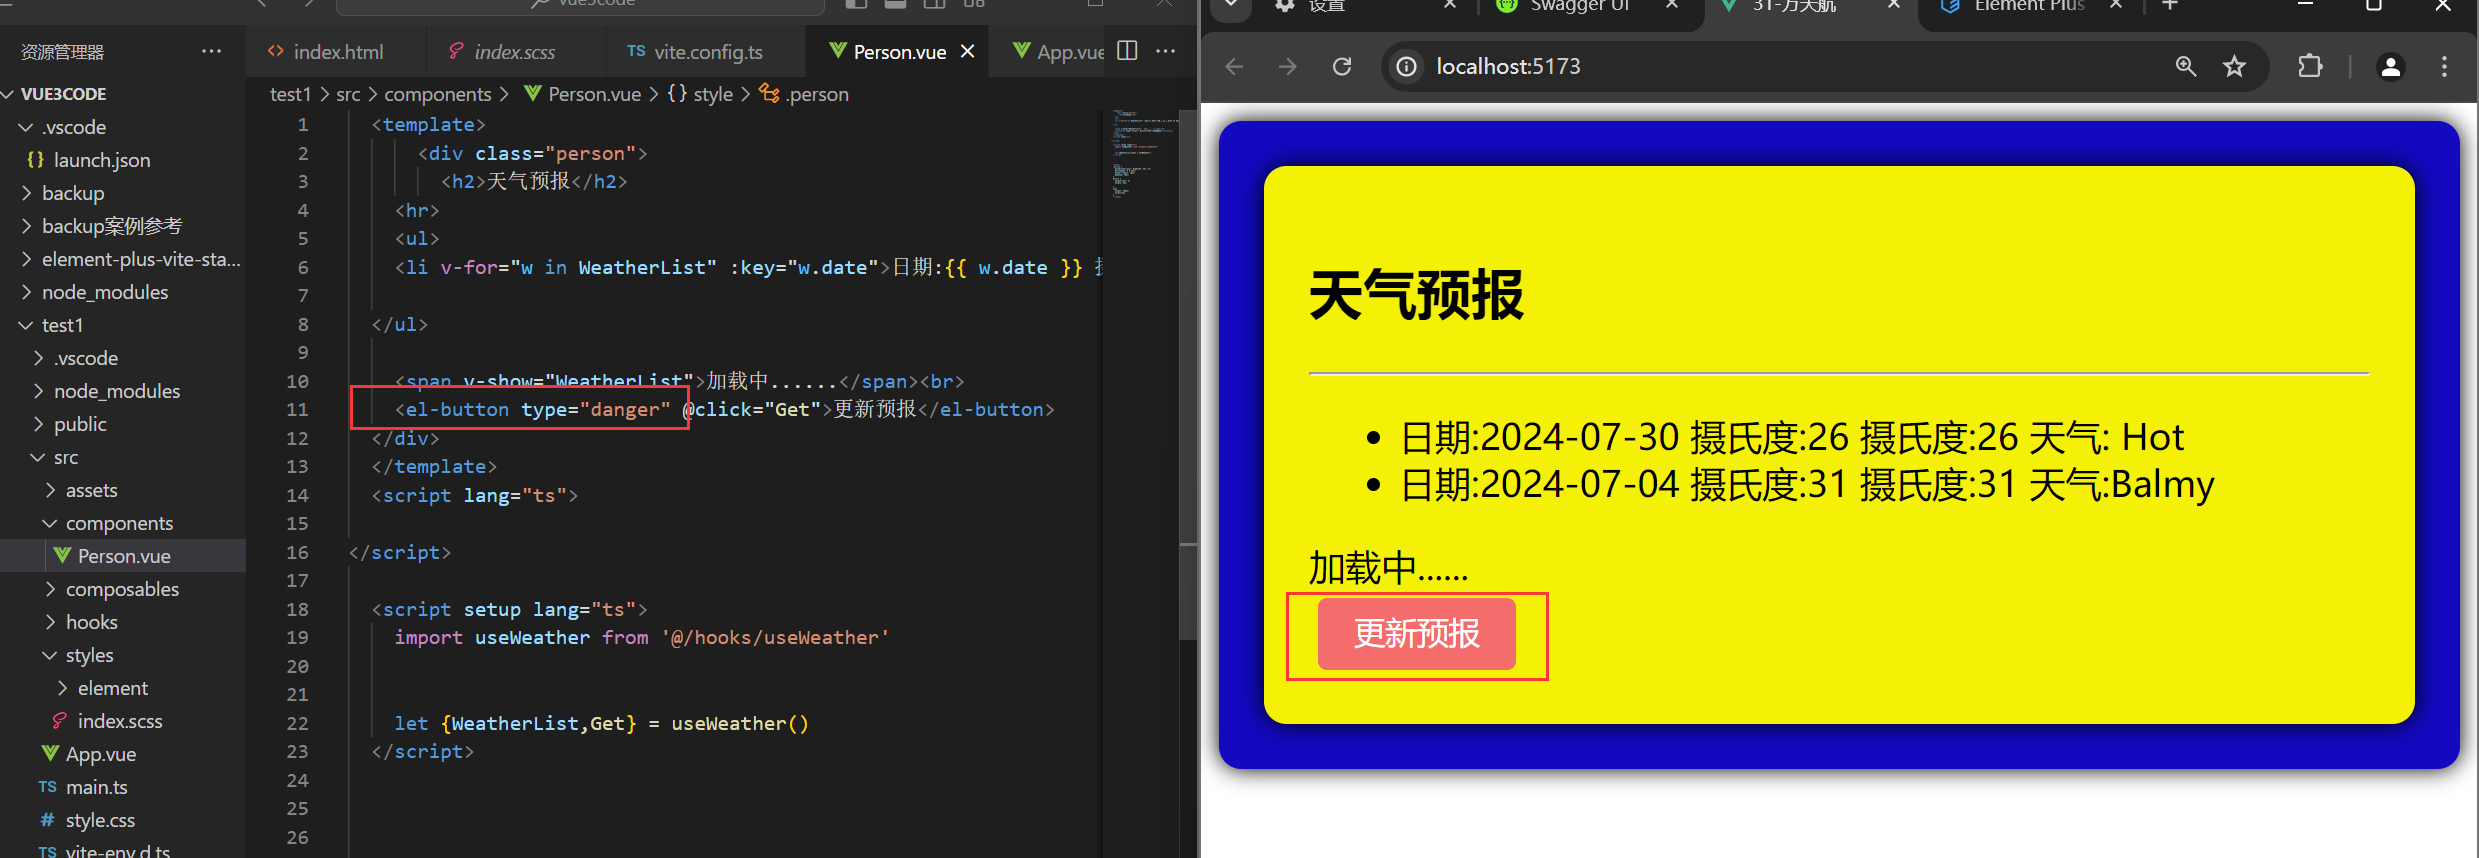 vue3code
资源管理器 ···
index.html
index.scss
TS vite.config.ts
Person.vue
App.vue
VUE3CODE
.vscode
{} launch.json
backup
backup案例参考
element-plus-vite-sta...
node_modules
test1
.vscode
node_modules
public
src
assets
components
Person.vue
composables
hooks
styles
element
index.scss
App.vue
TS main.ts
# style.css
TS vite-env.d.ts
test1 > src > components > Person.vue > {} style > .person
1 <template>
2 <div class="person">
3 <h2>天气预报</h2>
4 <hr>
5 <ul>
6 <li v-for="w in WeatherList" :key="w.date">日期:{{ w.date }}
7
8 </ul>
9
10 <span v-show="WeatherList">加载中......</span><br>
11 <el-button type="danger" @click="Get">更新预报</el-button>
12 </div>
13 </template>
14 <script lang="ts">
15
16 </script>
17
18 <script setup lang="ts">
19 import useWeather from '@/hooks/useWeather'
20
21
22 let {WeatherList,Get} = useWeather()
23 </script>
24
25
26
设置
Swagger UI
31-万天航
Element Plus
localhost:5173
天气预报
• 日期:2024-07-30 摄氏度:26 摄氏度:26 天气: Hot
• 日期:2024-07-04 摄氏度:31 摄氏度:31 天气:Balmy
加载中......
更新预报